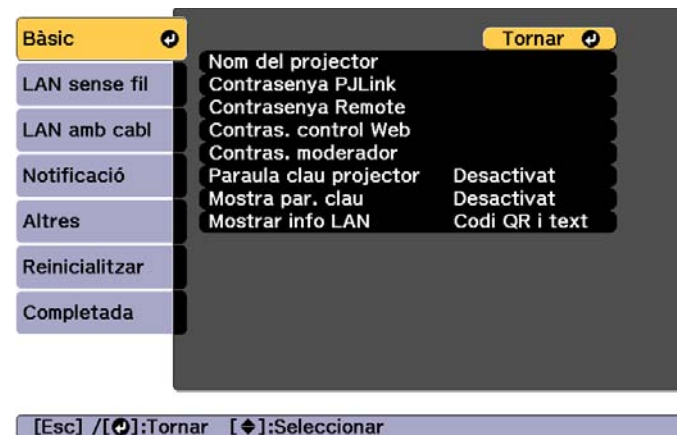 Bàsic
Tornar
Nom del projector
LAN sense fil
Contrasenya PJLink
Contrasenya Remote
LAN amb cabl
Contras. control Web
Contras. moderador
Notificació
Paraula clau projector Desactivat
Mostra par. clau Desactivat
Altres
Mostrar info LAN Codi QR i text
Reinicialitzar
Completada
[Esc] /[⏎]:Tornar [◆]:Seleccionar